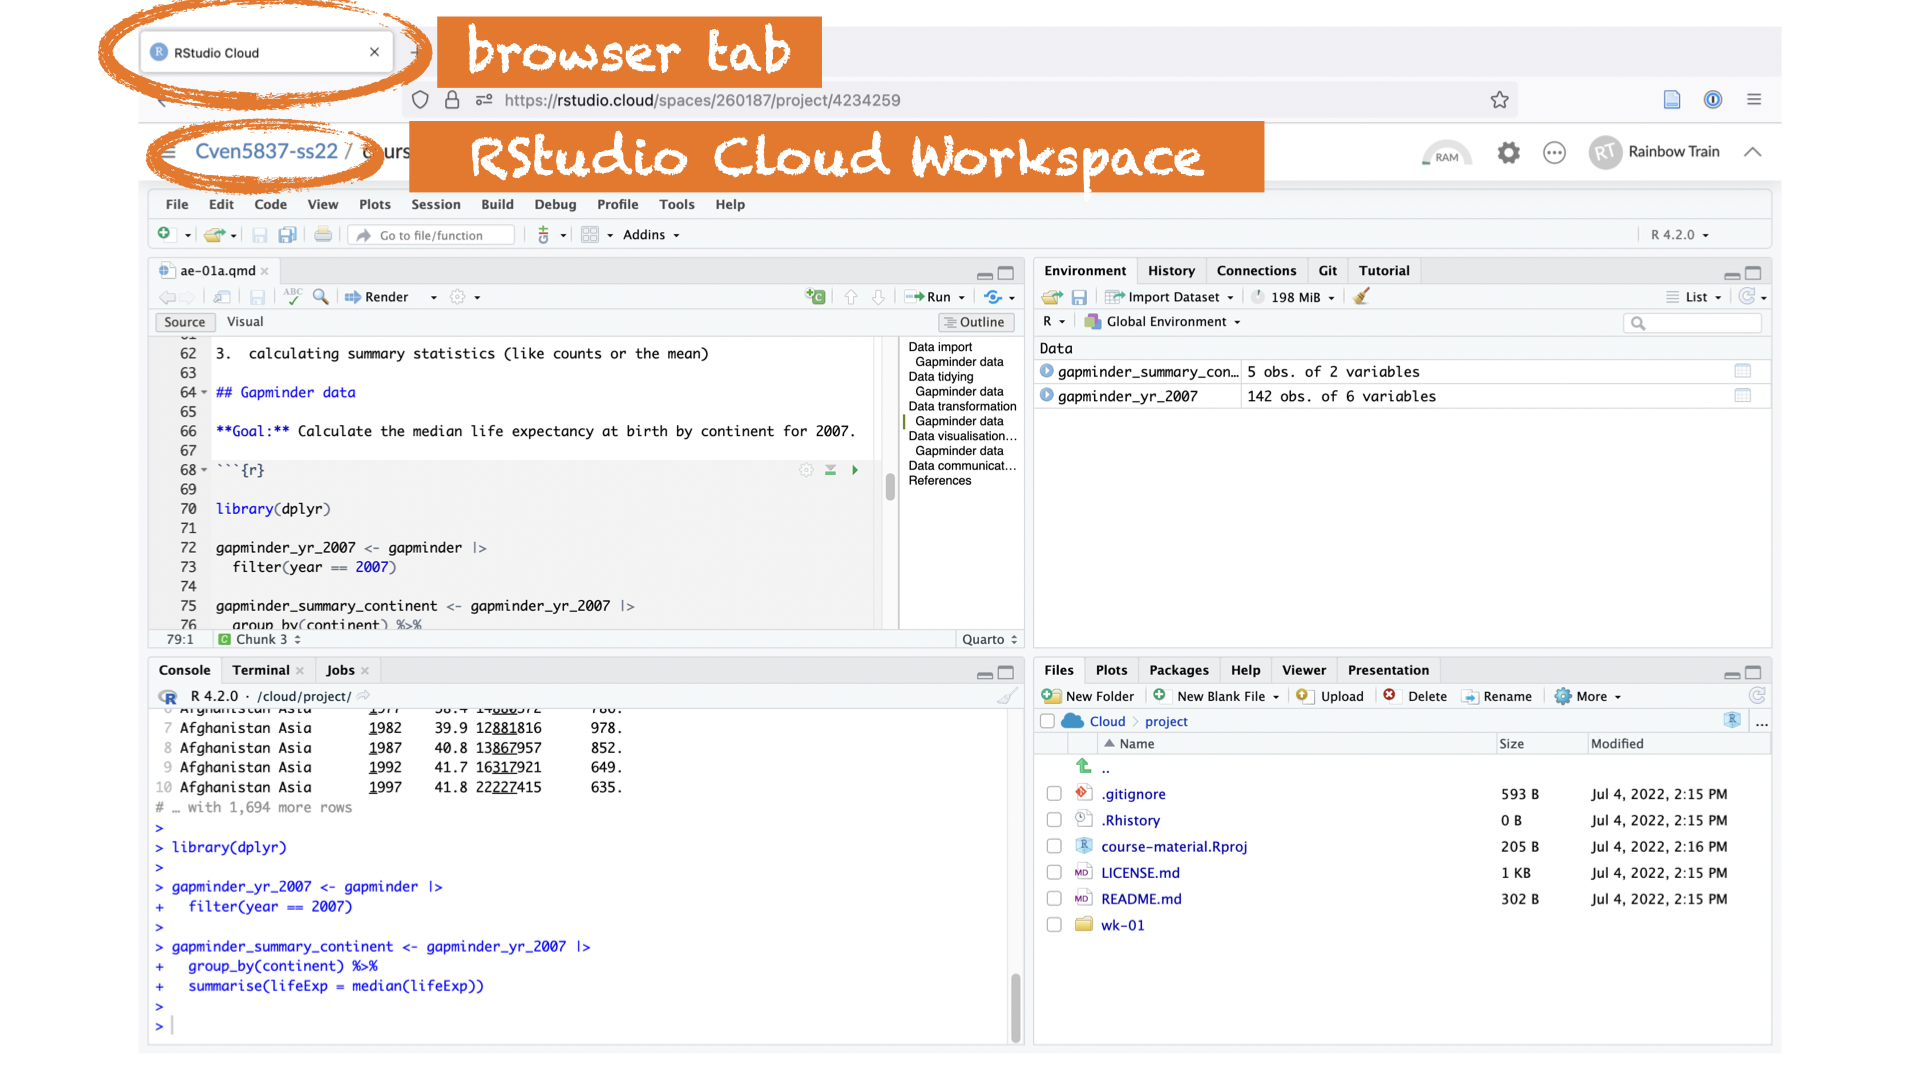 RStudio Cloud
browser tab
https://rstudio.cloud/spaces/260187/project/4234259
Cven5837-ss22 /
RStudio Cloud Workspace
RAM
RT Rainbow Train
File Edit Code View Plots Session Build Debug Profile Tools Help
Go to file/function Addins R 4.2.0
ae-01a.qmd
ABC Render Run
Source Visual Outline
62 3. calculating summary statistics (like counts or the mean)
63
64 ## Gapminder data
65
66 **Goal:** Calculate the median life expectancy at birth by continent for 2007.
67
68 ```{r}
69
70 library(dplyr)
71
72 gapminder_yr_2007 <- gapminder |>
73 filter(year == 2007)
74
75 gapminder_summary_continent <- gapminder_yr_2007 |>
76 group_by(continent) %>%
79:1 Chunk 3 Quarto
Data import
Gapminder data
Data tidying
Gapminder data
Data transformation
Gapminder data
Data visualisation...
Gapminder data
Data communicat...
References
Environment History Connections Git Tutorial
Import Dataset 198 MiB List
R Global Environment
Data
gapminder_summary_con… 5 obs. of 2 variables
gapminder_yr_2007 142 obs. of 6 variables
Console Terminal Jobs
R 4.2.0 · /cloud/project/
7 Afghanistan Asia 1982 39.9 12881816 978.
8 Afghanistan Asia 1987 40.8 13867957 852.
9 Afghanistan Asia 1992 41.7 16317921 649.
10 Afghanistan Asia 1997 41.8 22227415 635.
# … with 1,694 more rows
>
> library(dplyr)
>
> gapminder_yr_2007 <- gapminder |>
+ filter(year == 2007)
>
> gapminder_summary_continent <- gapminder_yr_2007 |>
+ group_by(continent) %>%
+ summarise(lifeExp = median(lifeExp))
>
>
Files Plots Packages Help Viewer Presentation
New Folder New Blank File Upload Delete Rename More
Cloud > project ...
Name Size Modified
..
.gitignore 593 B Jul 4, 2022, 2:15 PM
.Rhistory 0 B Jul 4, 2022, 2:15 PM
course-material.Rproj 205 B Jul 4, 2022, 2:16 PM
LICENSE.md 1 KB Jul 4, 2022, 2:15 PM
README.md 302 B Jul 4, 2022, 2:15 PM
wk-01